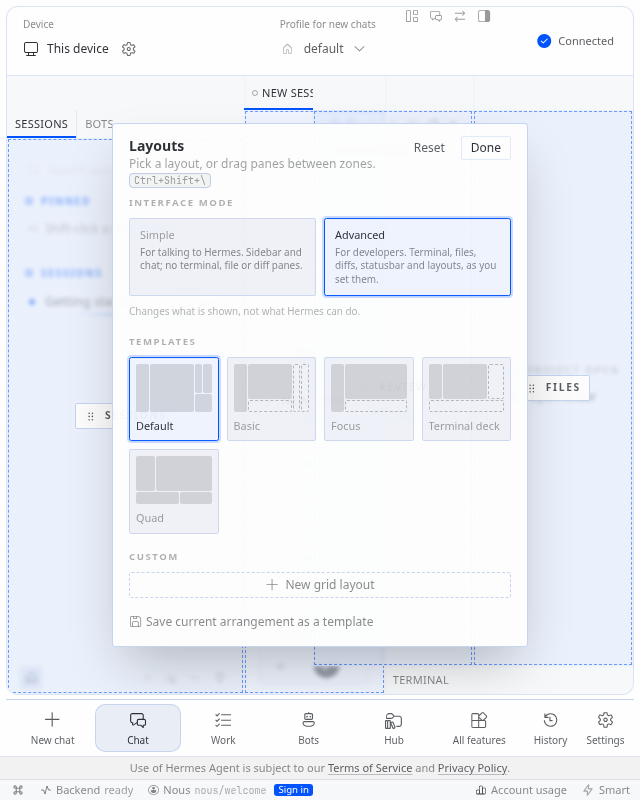 Device
Profile for new chats
This device
default
Connected
NEW SESS
SESSIONS
BOTS
Layouts
Reset
Done
Pick a layout, or drag panes between zones.
Ctrl+Shift+\
INTERFACE MODE
Simple
For talking to Hermes. Sidebar and
chat; no terminal, file or diff panes.
Advanced
For developers. Terminal, files,
diffs, statusbar and layouts, as you
set them.
Changes what is shown, not what Hermes can do.
PINNED
SESSIONS
TEMPLATES
Default
Basic
Focus
Terminal deck
FILES
Quad
CUSTOM
New grid layout
Save current arrangement as a template
TERMINAL
New chat
Chat
Work
Bots
Hub
All features
History
Settings
Use of Hermes Agent is subject to our Terms of Service and Privacy Policy.
Backend ready
Nous nous/welcome
Sign in
Account usage
Smart